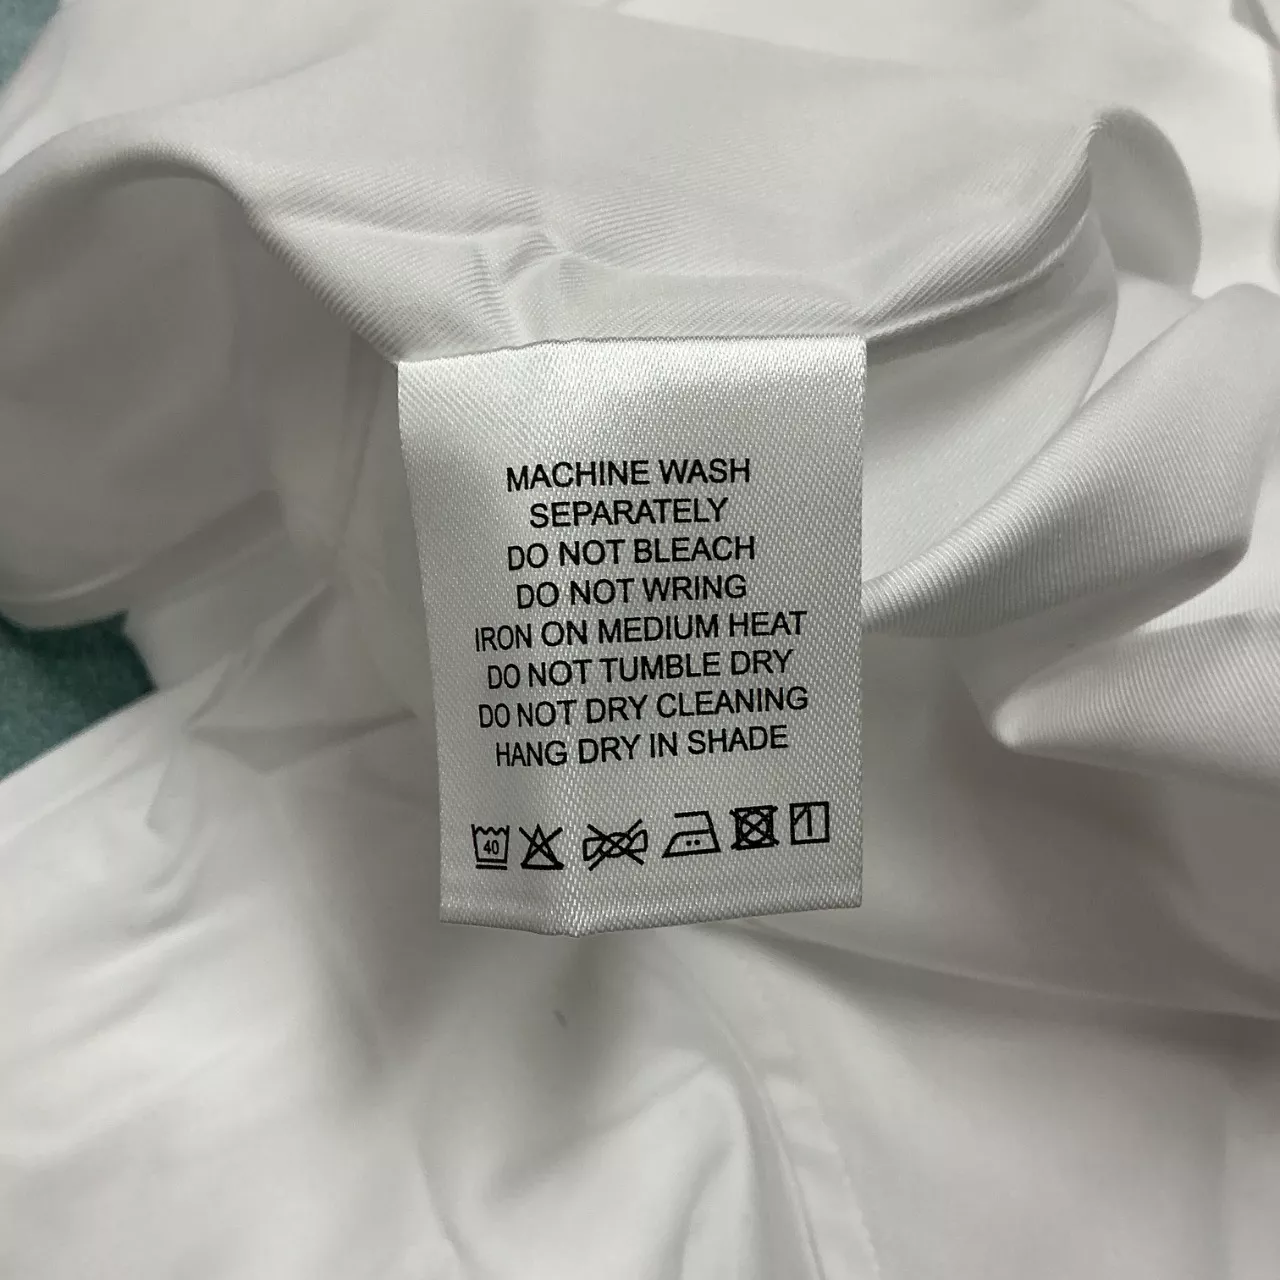 MACHINE WASH
SEPARATELY
DO NOT BLEACH
DO NOT WRING
IRON ON MEDIUM HEAT
DO NOT TUMBLE DRY
DO NOT DRY CLEANING
HANG DRY IN SHADE
40